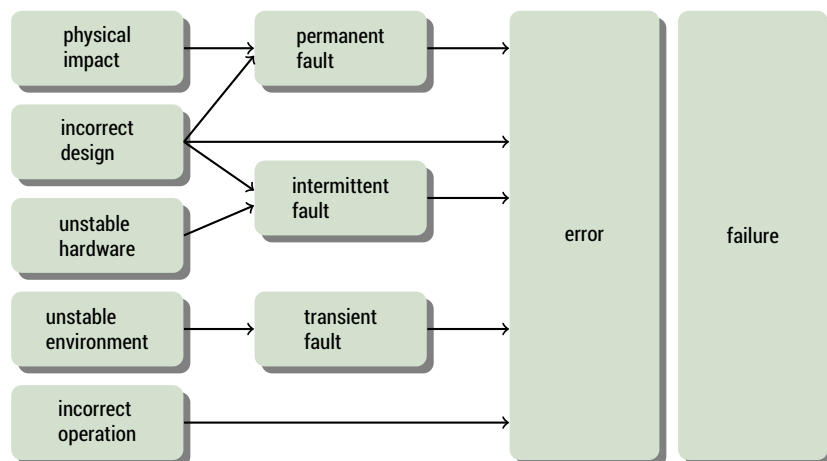 physical
impact
permanent
fault
incorrect
design
intermittent
fault
unstable
hardware
error
failure
unstable
environment
transient
fault
incorrect
operation